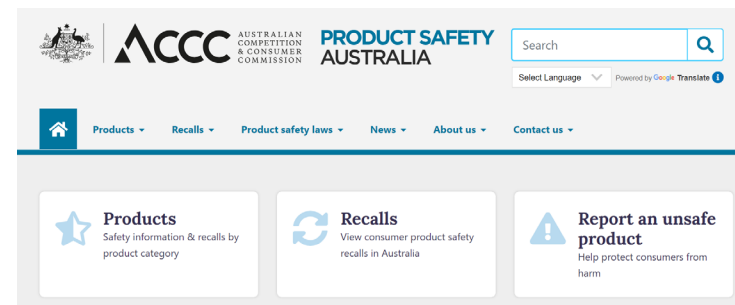 ACCC
AUSTRALIAN
COMPETITION
& CONSUMER
COMMISSION
PRODUCT SAFETY
AUSTRALIA
Search
Select Language
Powered by Google Translate
Products
Recalls
Product safety laws
News
About us
Contact us
Products
Safety information & recalls by
product category
Recalls
View consumer product safety
recalls in Australia
Report an unsafe
product
Help protect consumers from
harm